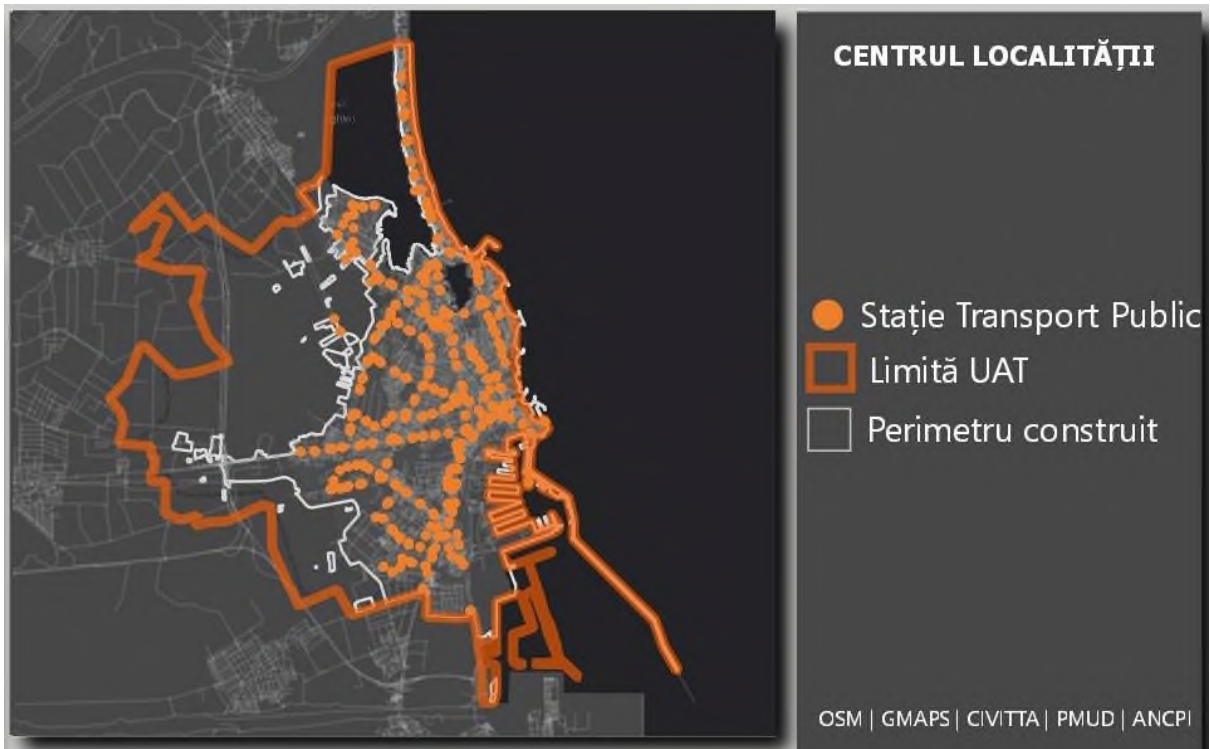 CENTRUL LOCALITĂȚII
Stație Transport Public
Limită UAT
Perimetru construit
OSM | GMAPS | CIVITTA | PMUD | ANCPI